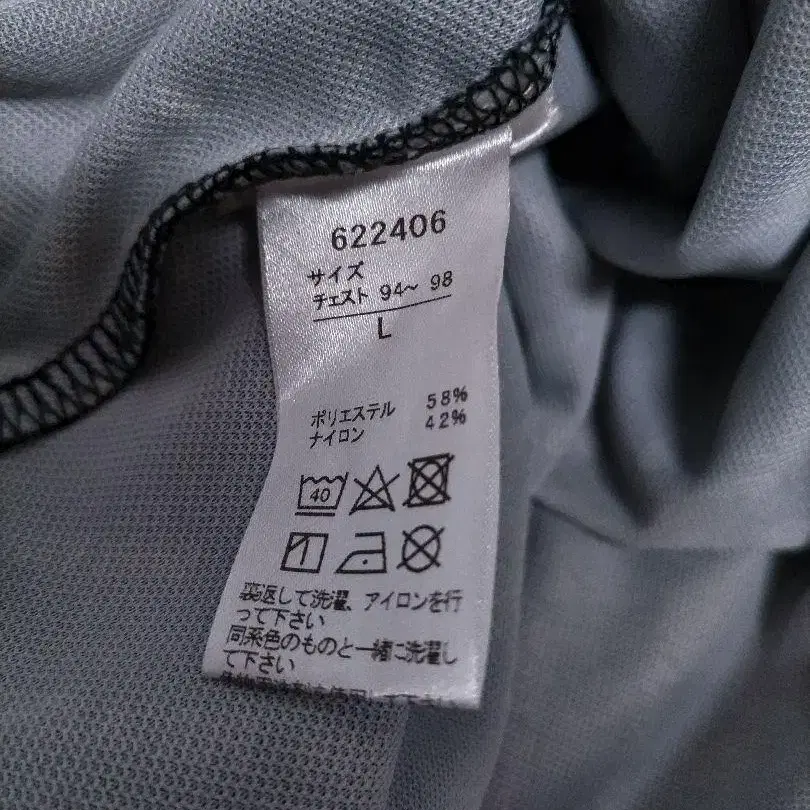 622406
サイズ
チェスト 94～ 98
L
ポリエステル 58%
ナイロン 42%
40
裏返して洗濯、アイロンを行
って下さい
同系色のものと一緒に洗濯し
て下さい